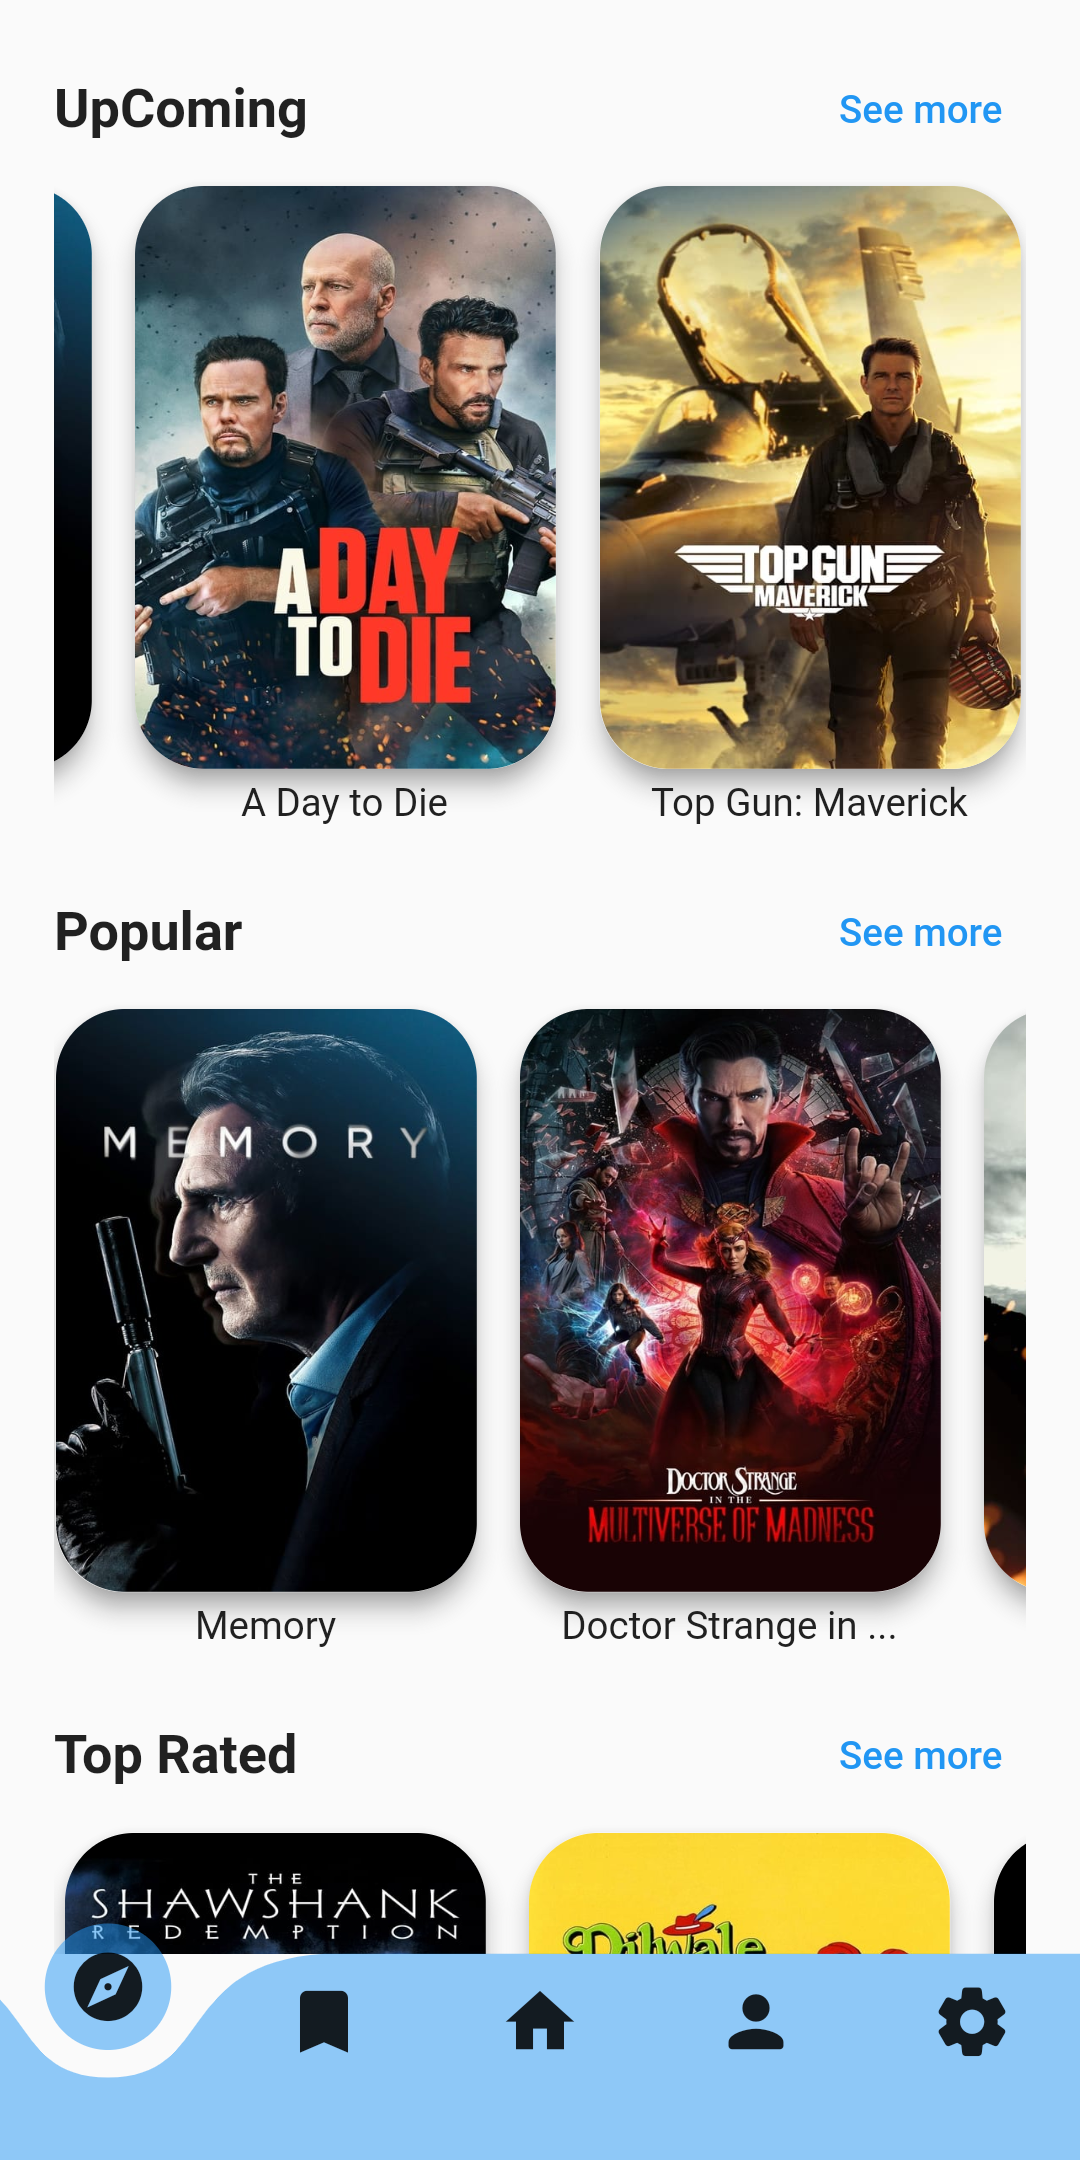 UpComing
See more
A DAY
TO DIE
TOP GUN
MAVERICK
A Day to Die
Top Gun: Maverick
Popular
See more
MEMORY
DOCTOR STRANGE
IN THE
MULTIVERSE OF MADNESS
Memory
Doctor Strange in ...
Top Rated
See more
THE
SHAWSHANK
REDEMPTION
Dilwale